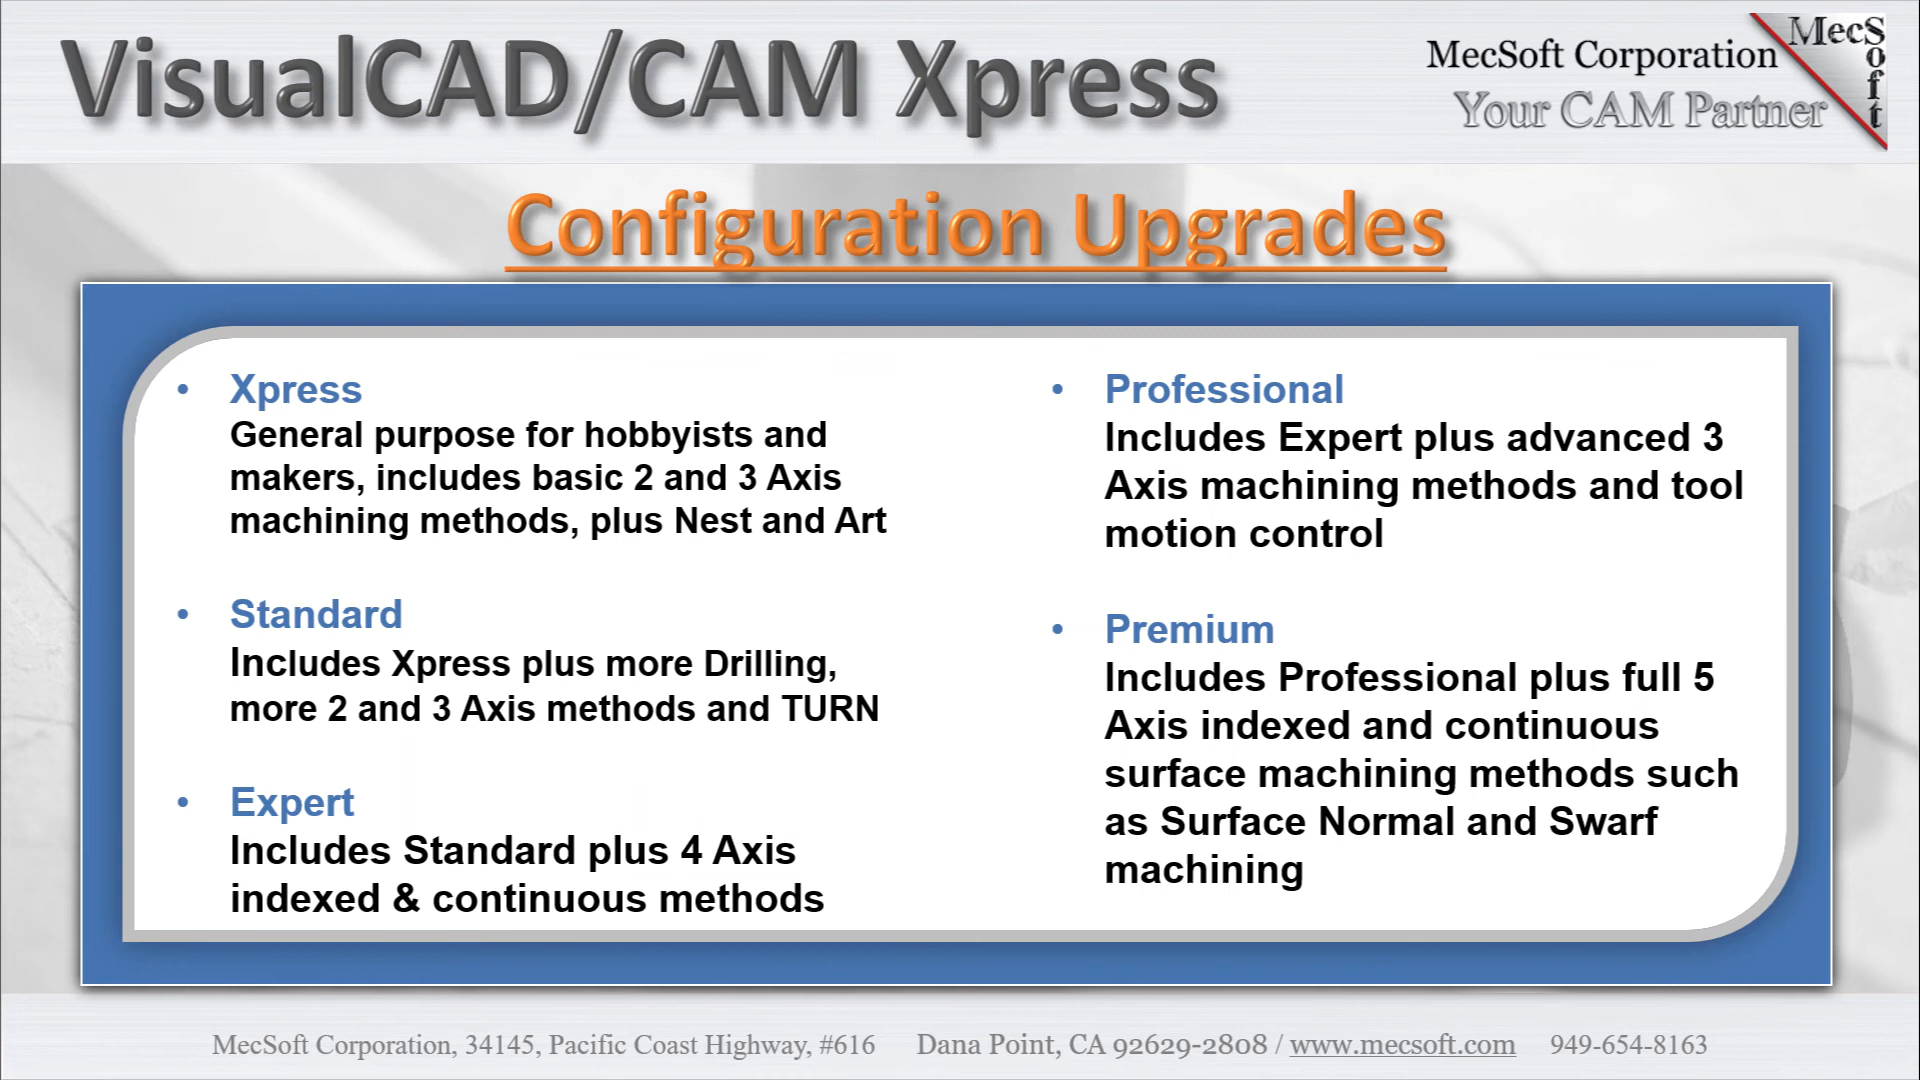 VisualCAD/CAM Xpress
MecSoft Corporation
Your CAM Partner
MecSoft
Configuration Upgrades
• Xpress
General purpose for hobbyists and
makers, includes basic 2 and 3 Axis
machining methods, plus Nest and Art
• Standard
Includes Xpress plus more Drilling,
more 2 and 3 Axis methods and TURN
• Expert
Includes Standard plus 4 Axis
indexed & continuous methods
• Professional
Includes Expert plus advanced 3
Axis machining methods and tool
motion control
• Premium
Includes Professional plus full 5
Axis indexed and continuous
surface machining methods such
as Surface Normal and Swarf
machining
MecSoft Corporation, 34145, Pacific Coast Highway, #616 Dana Point, CA 92629-2808 / www.mecsoft.com 949-654-8163